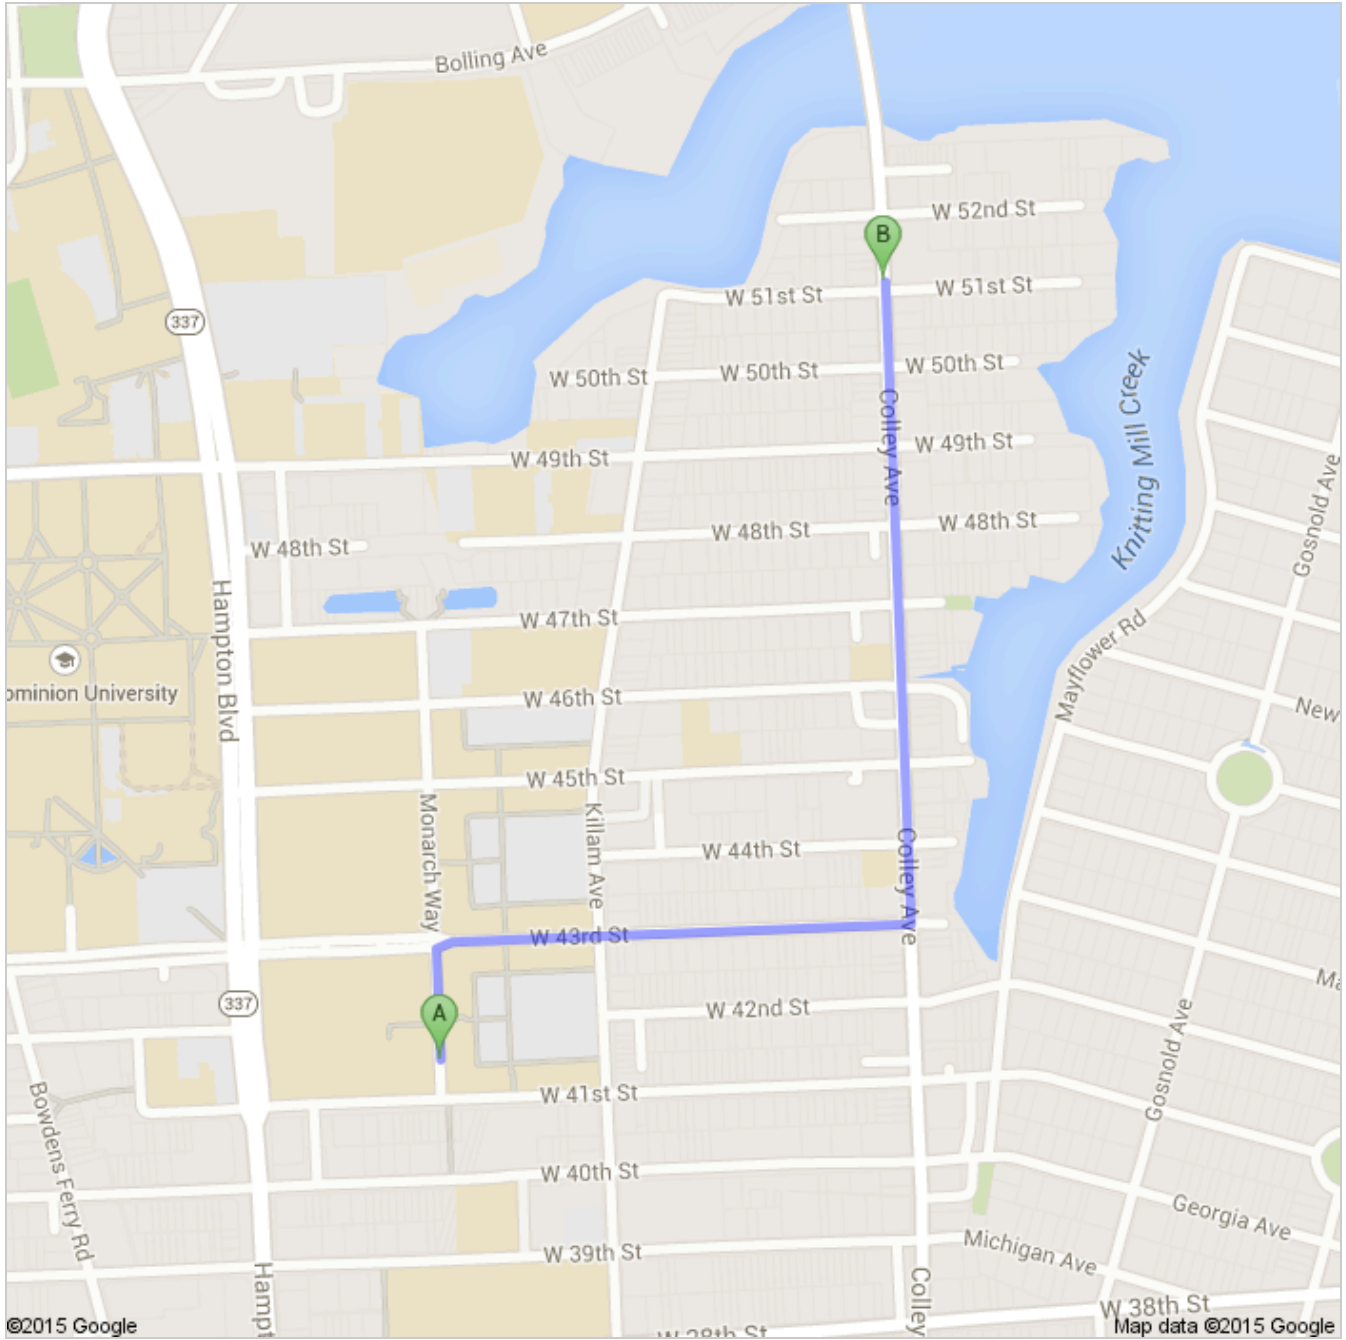 Bolling Ave
W 52nd St
B
W 51st St
W 51st St
337
W 50th St
W 50th St
W 50th St
Colley Ave
Knitting Mill Creek
W 49th St
W 49th St
Gosnold Ave
W 48th St
W 48th St
W 48th St
Hampton Blvd
W 47th St
Mayflower Rd
ominion University
W 46th St
New
W 45th St
Monarch Way
Killam Ave
W 44th St
Colley Ave
W 43rd St
Ma
337
A
W 42nd St
Gosnold Ave
Bowdens Ferry Rd
W 41st St
W 40th St
Georgia Ave
W 39th St
Michigan Ave
Hampt
Colley
W 38th St
W 38th St
©2015 Google
Map data ©2015 Google